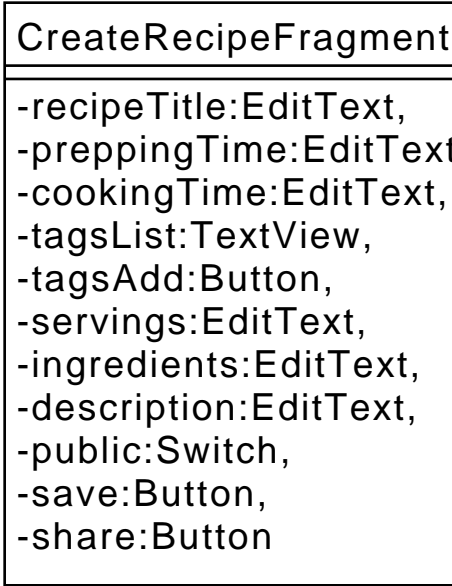 CreateRecipeFragment
-recipeTitle:EditText,
-preppingTime:EditText
-cookingTime:EditText,
-tagsList:TextView,
-tagsAdd:Button,
-servings:EditText,
-ingredients:EditText,
-description:EditText,
-public:Switch,
-save:Button,
-share:Button